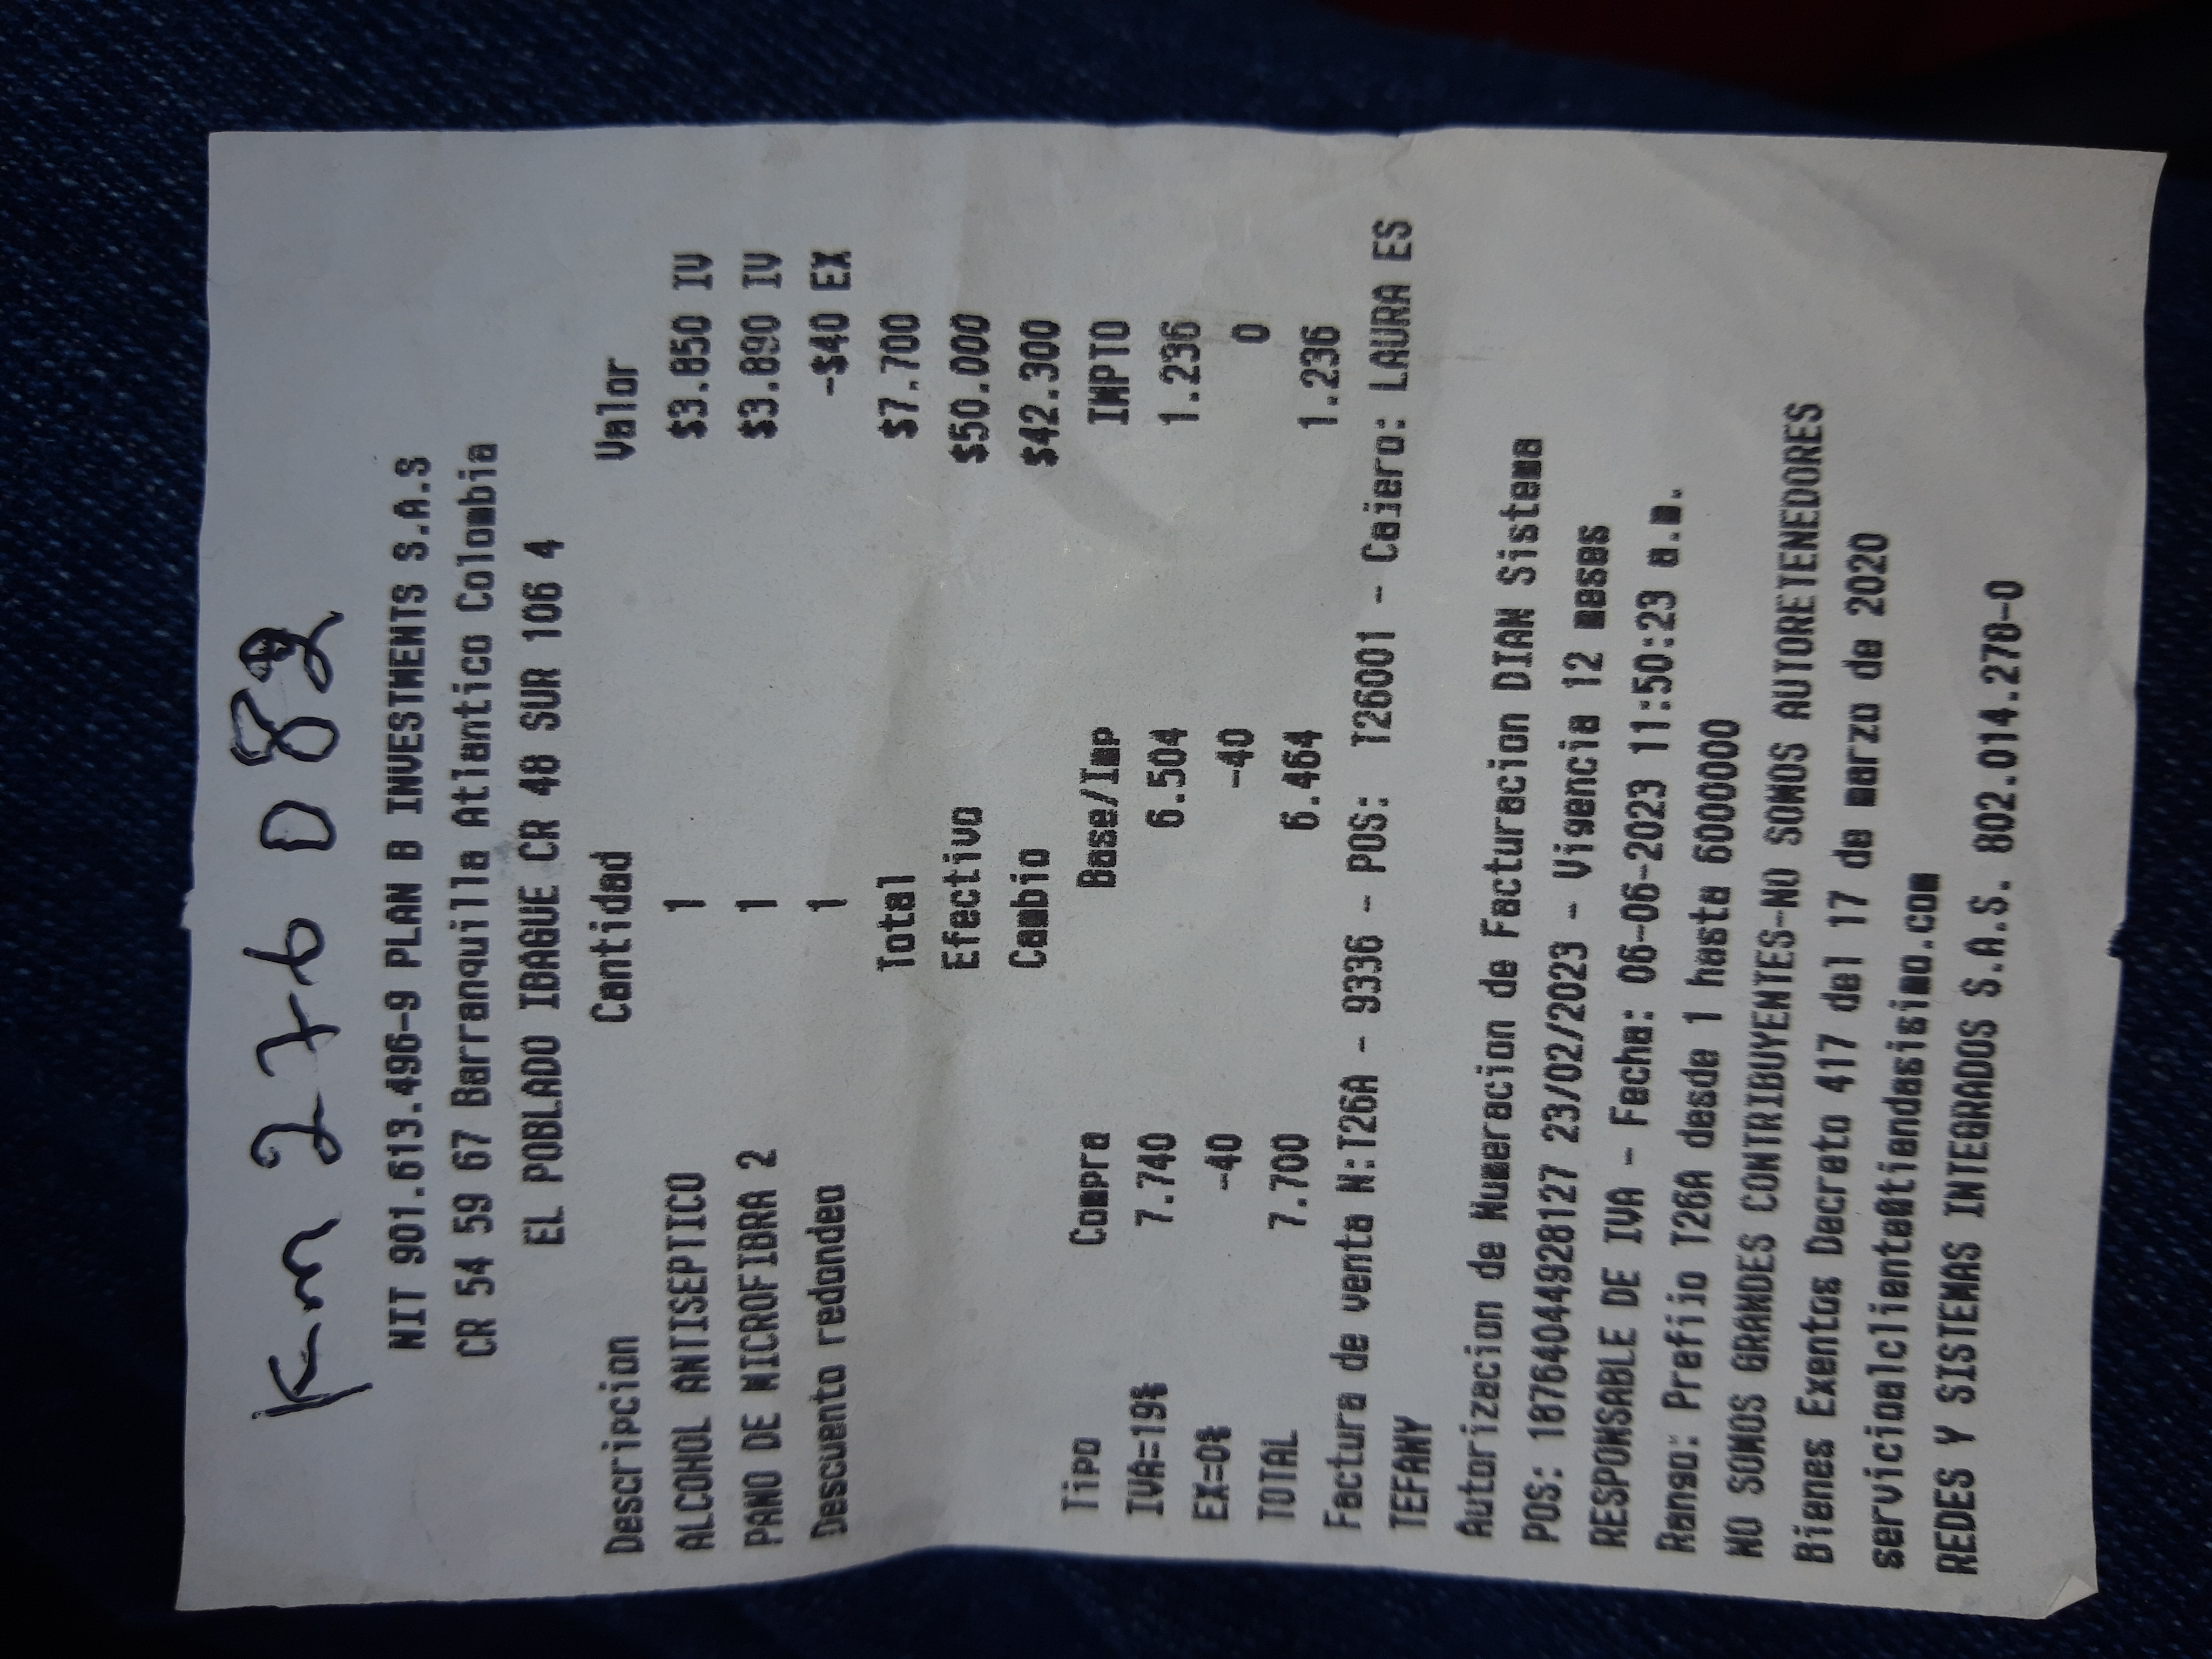 Km 276082
NIT 901.613.496-9 PLAN B INVESTMENTS S.A.S
CR 54 59 67 Barranquilla Atlantico Colombia
EL POBLADO IBAGUE CR 48 SUR 106 4
Descripcion Cantidad Valor
ALCOHOL ANTISEPTICO 1 $3.850 IV
PANO DE MICROFIBRA 2 1 $3.890 IV
Descuento redondeo 1 -$40 EX
Total $7.700
Efectivo $50.000
Cambio $42.300
Tipo Compra Base/Imp IMPTO
IVA=19% 7.740 6.504 1.236
EX=0% -40 -40 0
TOTAL 7.700 6.464 1.236
Factura de venta N:T26A - 9336 - POS: T26001 - Cajero: LAURA ES
TEFANY
Autorizacion de Numeracion de Facturacion DIAN Sistema
POS: 18764044928127 23/02/2023 - Vigencia 12 meses
RESPONSABLE DE IVA - Fecha: 06-06-2023 11:50:23 a.m.
Rango: Prefijo T26A desde 1 hasta 6000000
NO SOMOS GRANDES CONTRIBUYENTES-NO SOMOS AUTORETENEDORES
Bienes Exentos Decreto 417 del 17 de marzo de 2020
servicioalcliente@tiendasisimo.com
REDES Y SISTEMAS INTEGRADOS S.A.S. 802.014.278-0